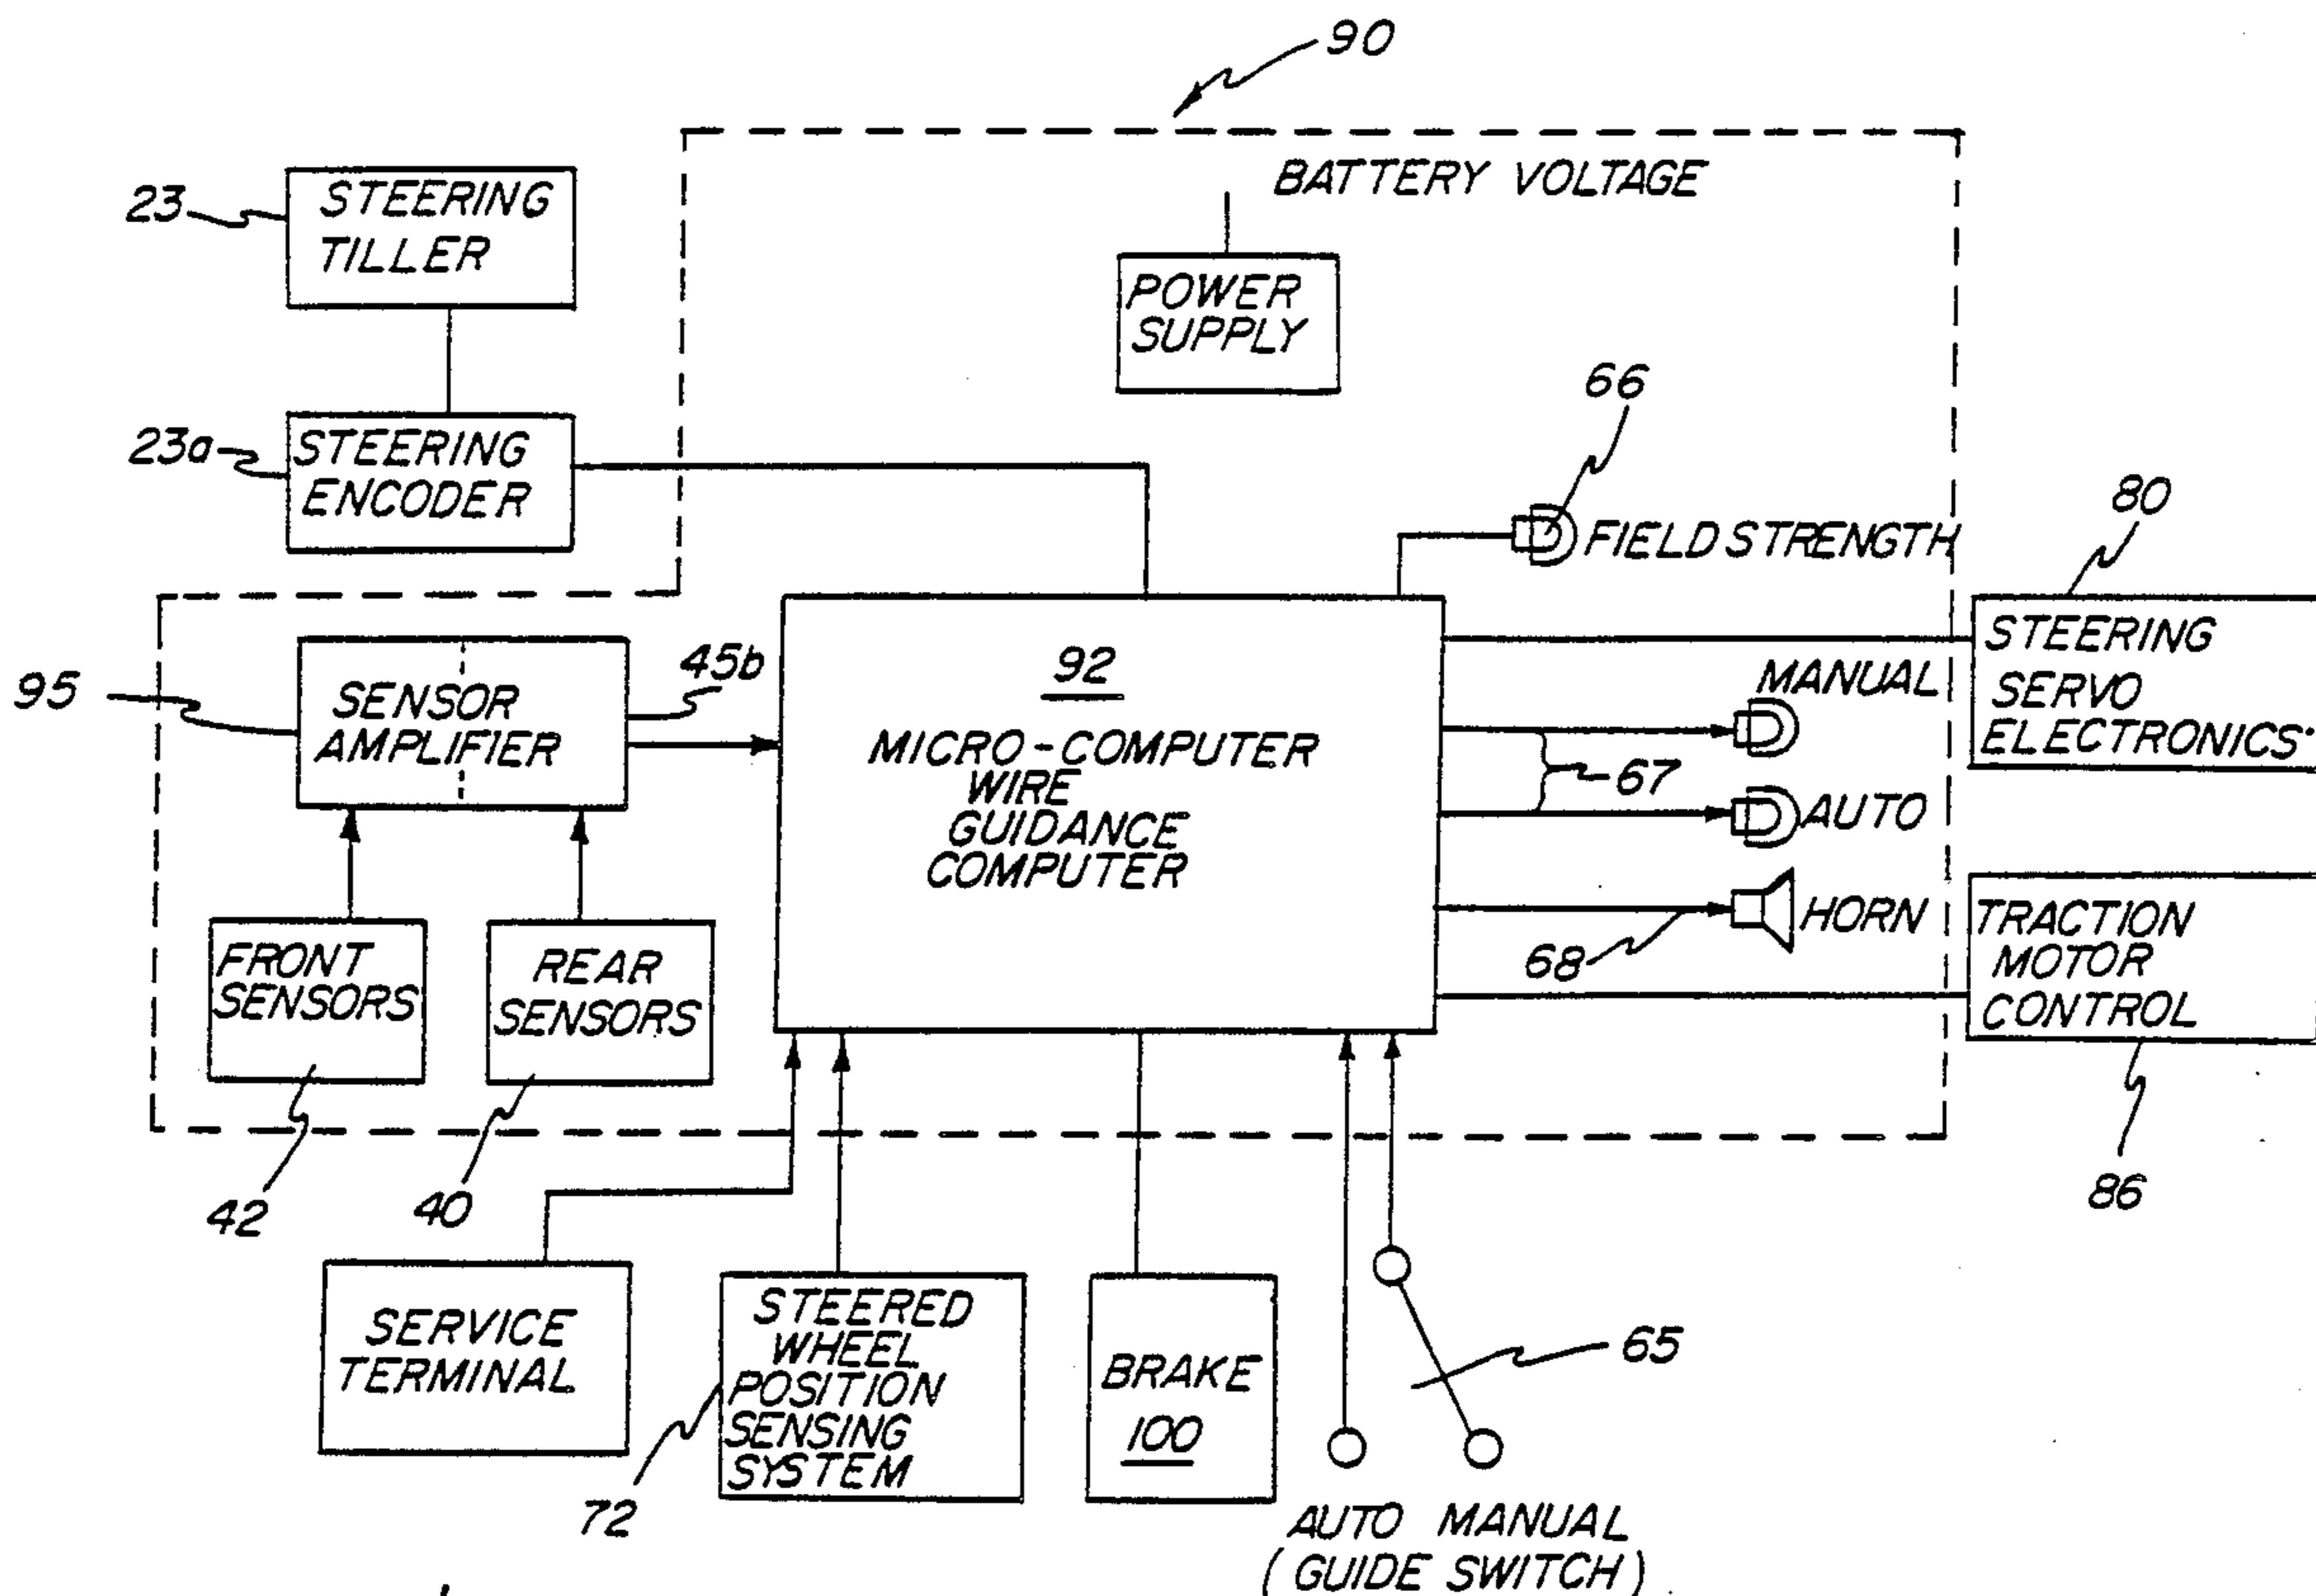 90
BATTERY VOLTAGE
23
STEERING
TILLER
POWER
SUPPLY
66
23a
STEERING
ENCODER
FIELD STRENGTH
80
STEERING
SERVO
ELECTRONICS
95
SENSOR
AMPLIFIER
45b
92
MICRO-COMPUTER
WIRE
GUIDANCE
COMPUTER
MANUAL
67
AUTO
HORN
68
FRONT
SENSORS
REAR
SENSORS
TRACTION
MOTOR
CONTROL
42
40
86
SERVICE
TERMINAL
STEERED
WHEEL
POSITION
SENSING
SYSTEM
72
BRAKE
100
65
AUTO MANUAL
(GUIDE SWITCH)